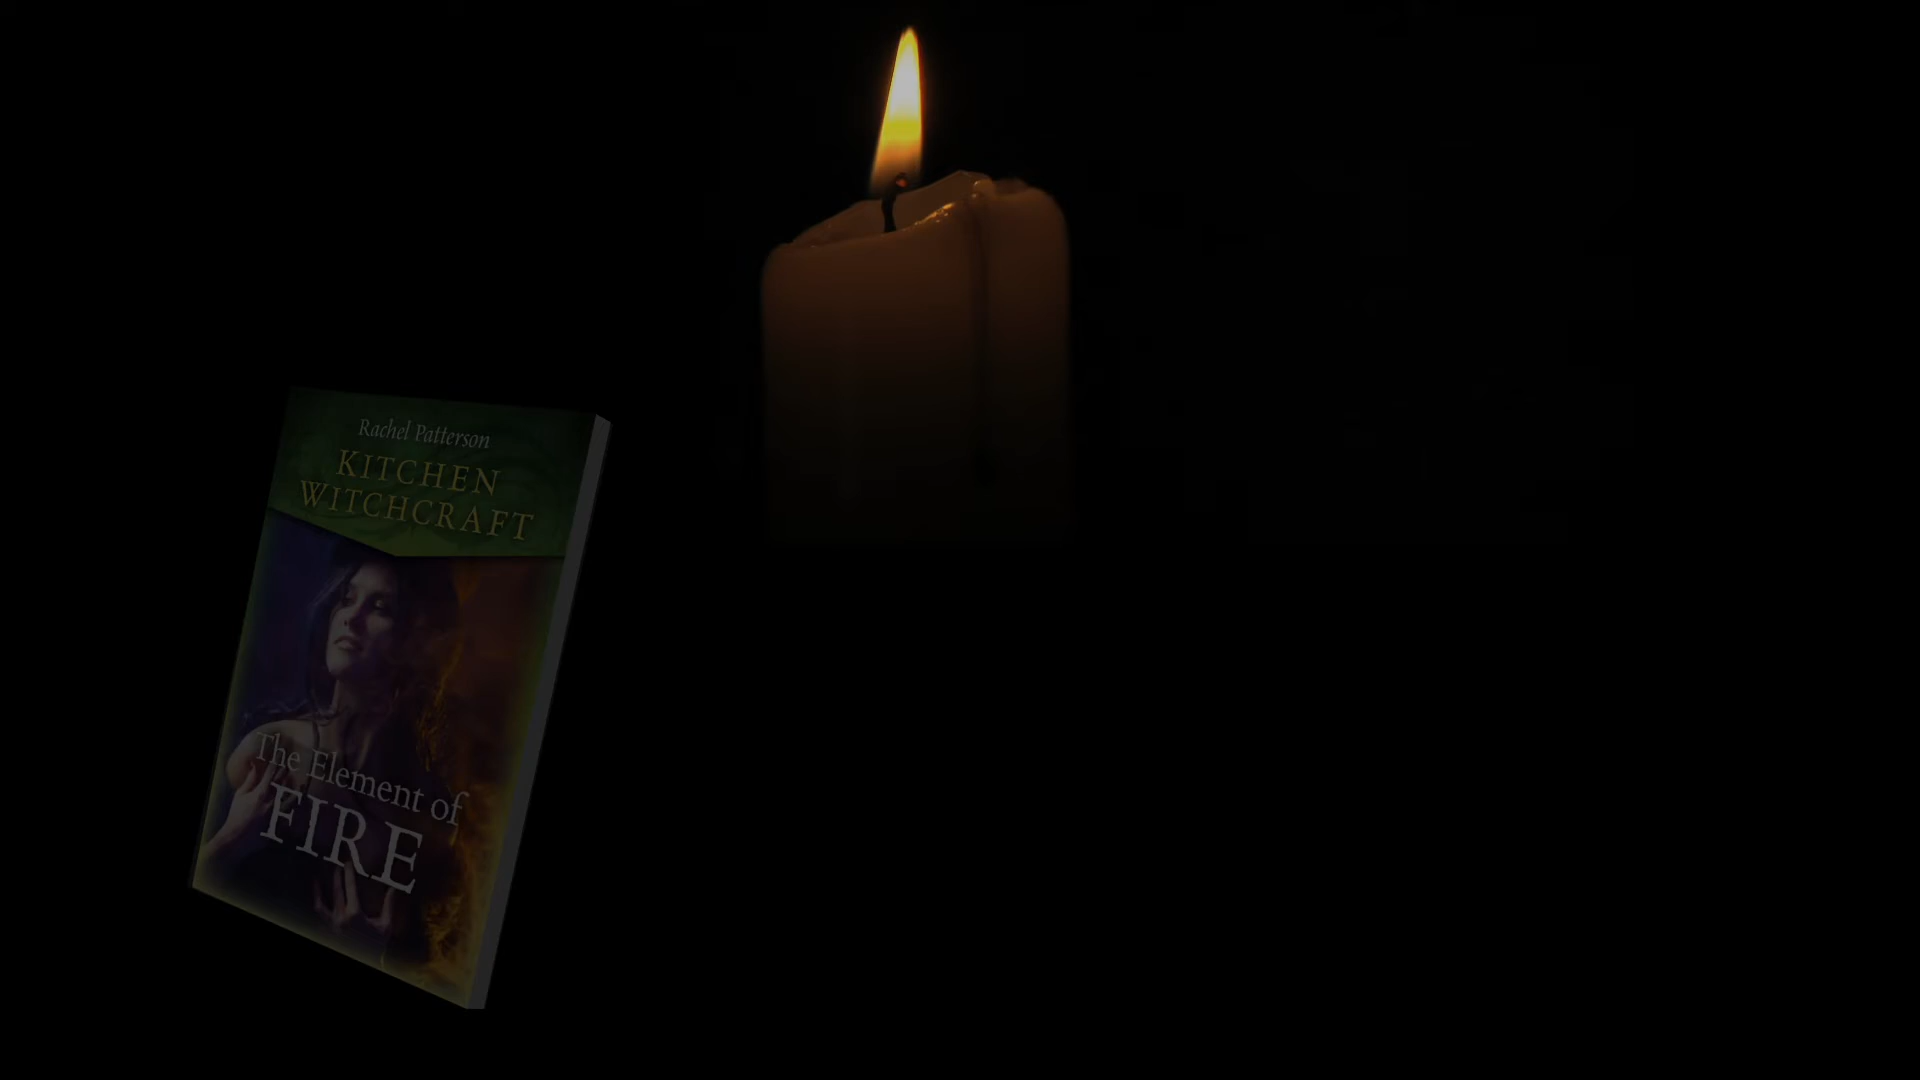 Rachel Patterson
KITCHEN
WITCHCRAFT
The Element of
FIRE